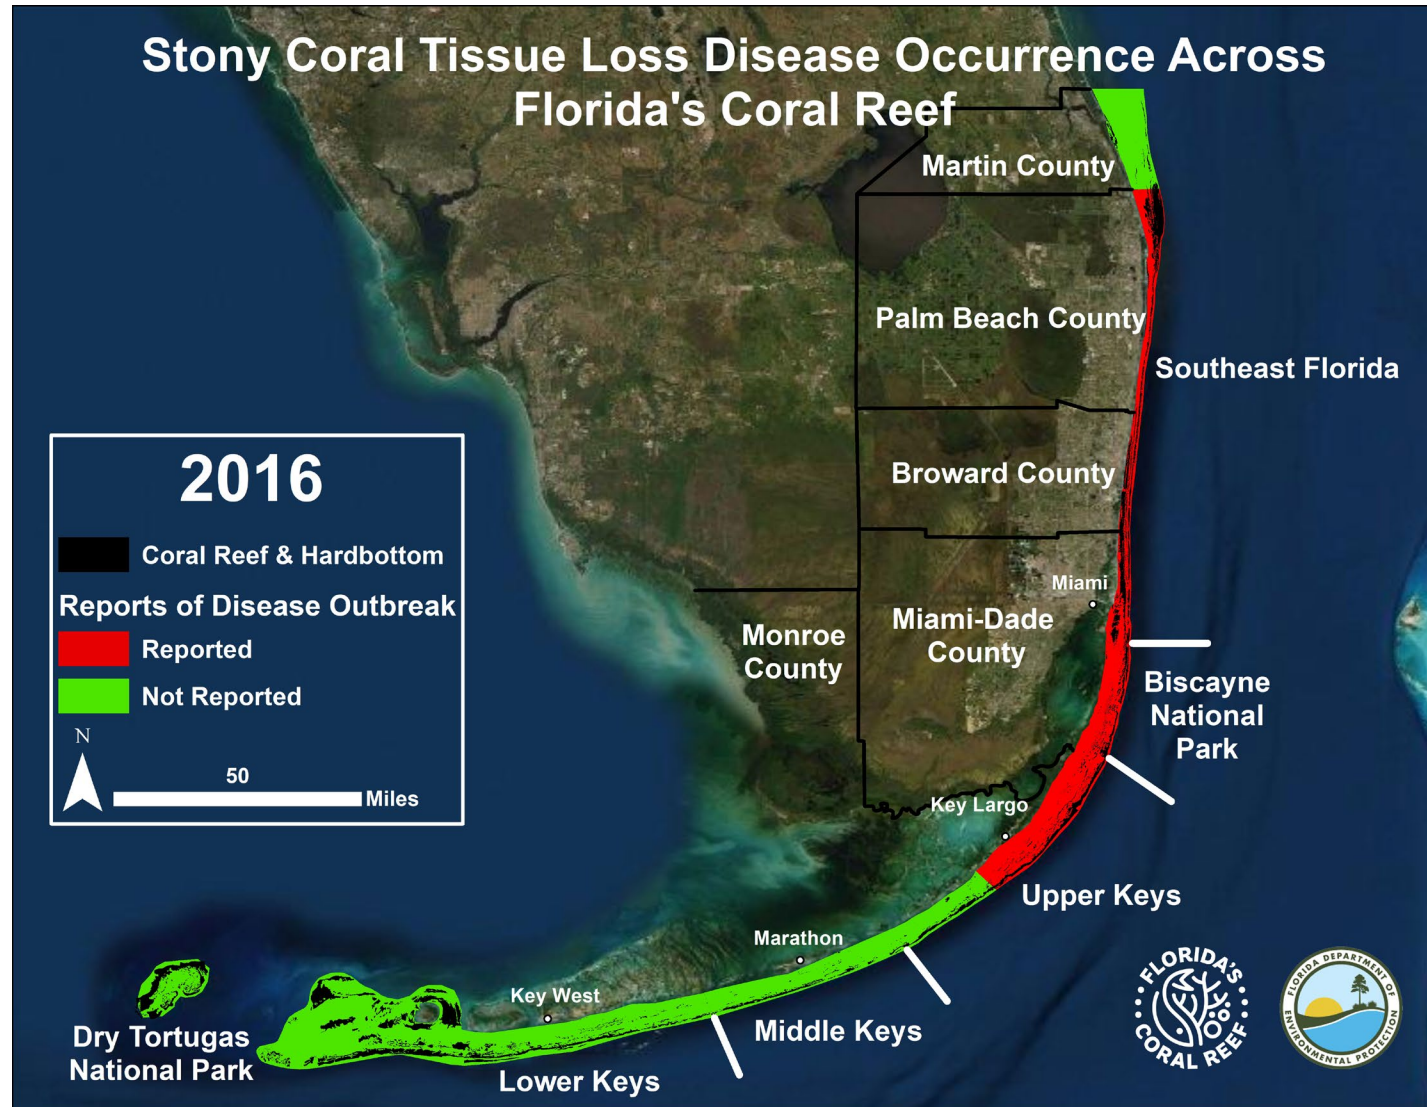 Stony Coral Tissue Loss Disease Occurrence Across
Florida's Coral Reef
Martin County
Palm Beach County
Southeast Florida
Broward County
Miami
Miami-Dade
County
Monroe
County
Biscayne
National
Park
Key Largo
Upper Keys
Marathon
Middle Keys
Key West
Lower Keys
Dry Tortugas
National Park
2016
Coral Reef & Hardbottom
Reports of Disease Outbreak
Reported
Not Reported
N
50
Miles
FLORIDA'S
CORAL REEF
FLORIDA DEPARTMENT OF
ENVIRONMENTAL PROTECTION